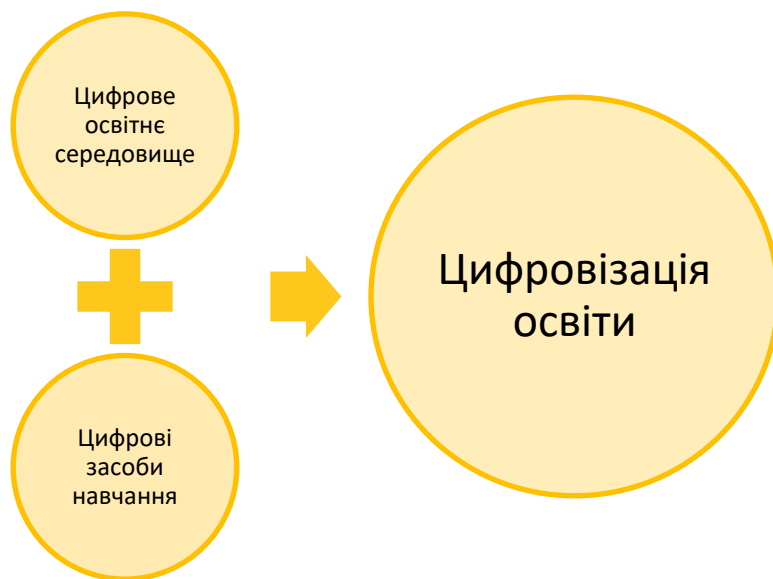 Цифрове
освітнє
середовище
Цифрові
засоби
навчання
Цифровізація
освіти